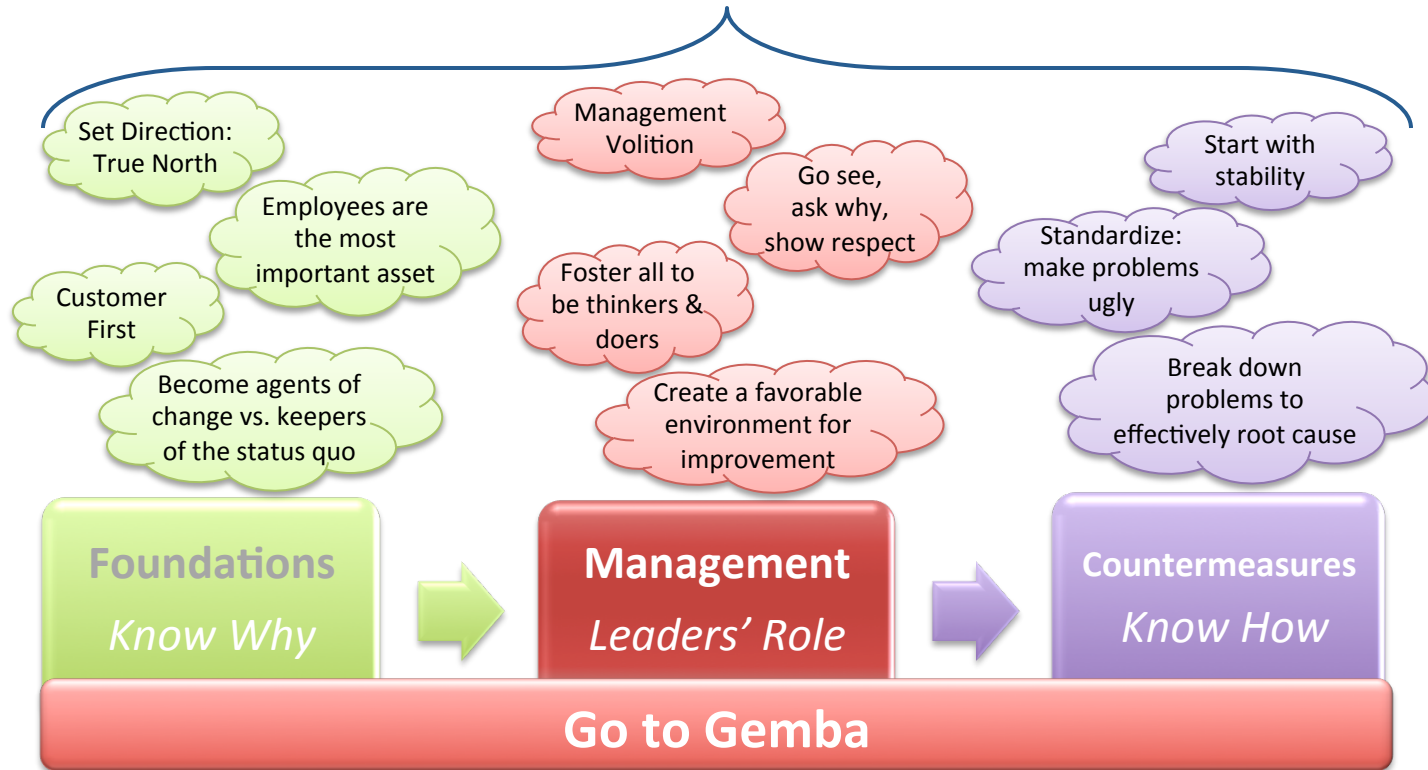 Set Direction:
True North
Employees are
the most
important asset
Customer
First
Become agents of
change vs. keepers
of the status quo
Management
Volition
Go see,
ask why,
show respect
Foster all to
be thinkers &
doers
Create a favorable
environment for
improvement
Start with
stability
Standardize:
make problems
ugly
Break down
problems to
effectively root cause
Foundations
Know Why
Management
Leaders’ Role
Countermeasures
Know How
Go to Gemba